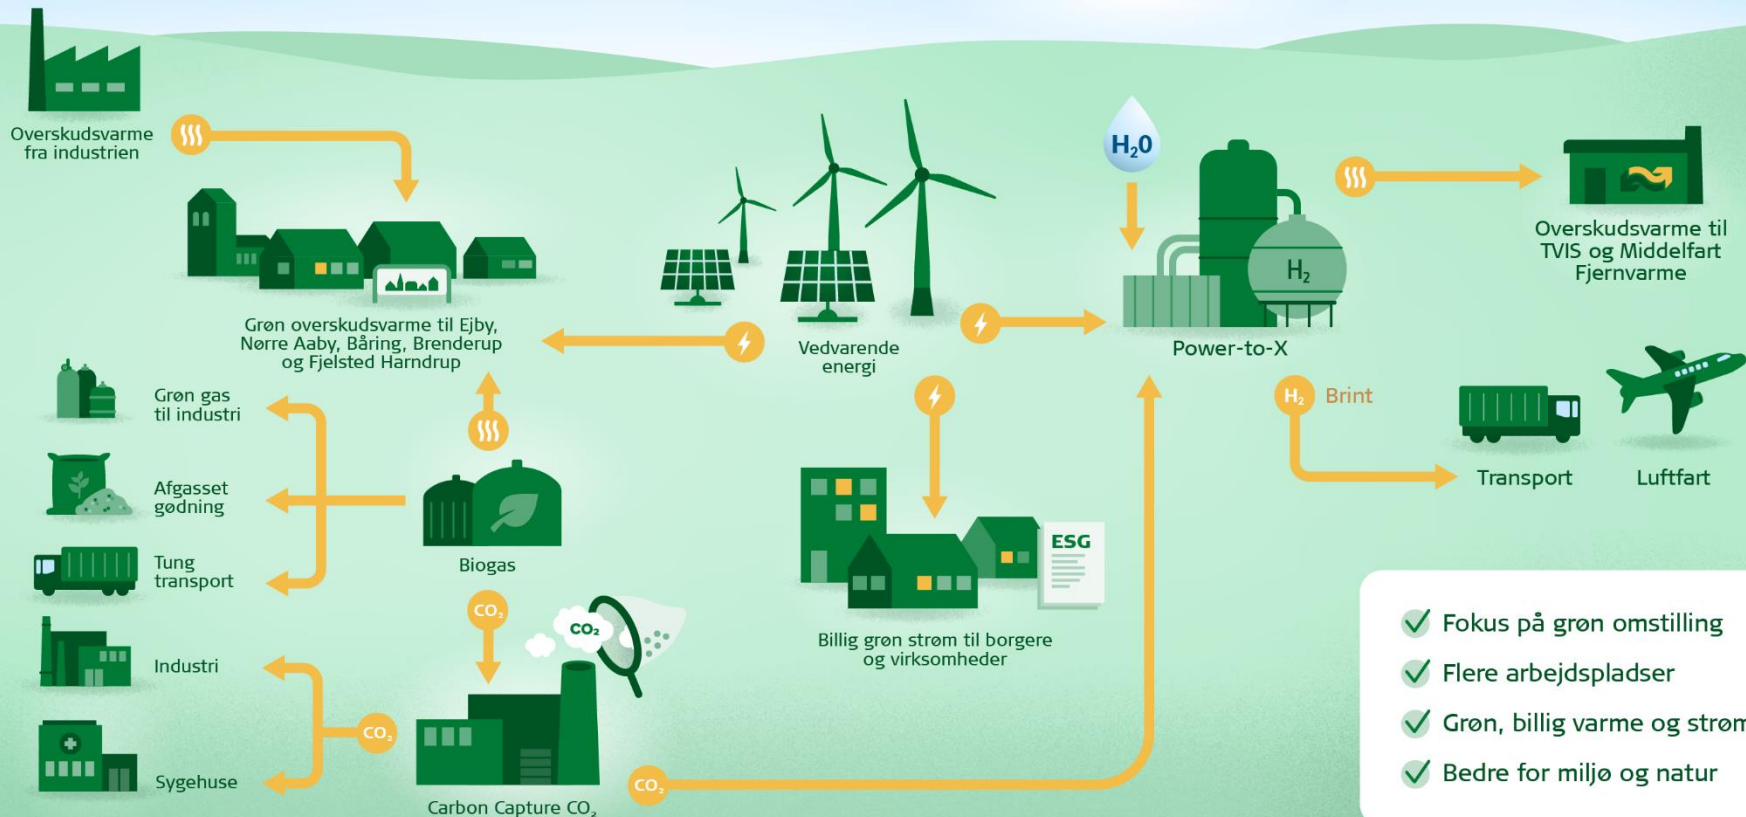 Overskudsvarme
fra industrien
Grøn overskudsvarme til Ejby,
Nørre Aaby, Båring, Brenderup
og Fjelsted Harndrup
Vedvarende
energi
H₂0
H₂
Power-to-X
Overskudsvarme til
TVIS og Middelfart
Fjernvarme
H₂ Brint
Transport
Luftfart
Grøn gas
til industri
Afgasset
gødning
Tung
transport
Biogas
CO₂
CO₂
ESG
Billig grøn strøm til borgere
og virksomheder
Industri
Sygehuse
CO₂
Carbon Capture CO₂
CO₂
Fokus på grøn omstilling
Flere arbejdspladser
Grøn, billig varme og strøm
Bedre for miljø og natur